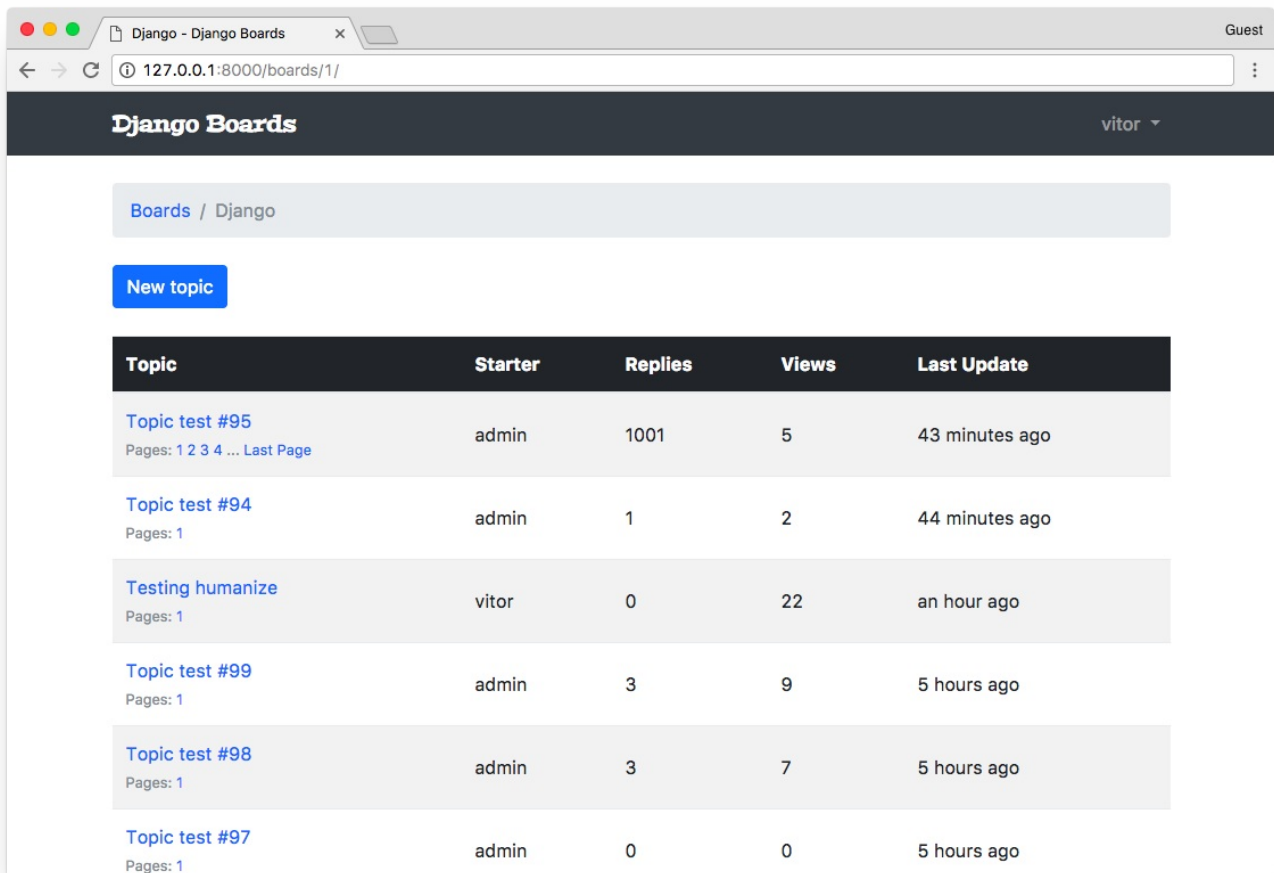 Django - Django Boards
Guest
127.0.0.1:8000/boards/1/
Django Boards
vitor
Boards / Django
New topic
Topic Starter Replies Views Last Update
Topic test #95
Pages: 1 2 3 4 ... Last Page
admin 1001 5 43 minutes ago
Topic test #94
Pages: 1
admin 1 2 44 minutes ago
Testing humanize
Pages: 1
vitor 0 22 an hour ago
Topic test #99
Pages: 1
admin 3 9 5 hours ago
Topic test #98
Pages: 1
admin 3 7 5 hours ago
Topic test #97
Pages: 1
admin 0 0 5 hours ago